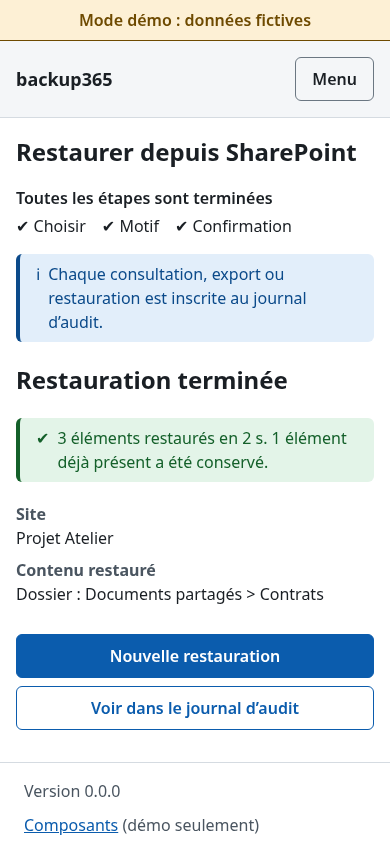 Mode démo : données fictives
backup365
Menu
Restaurer depuis SharePoint
Toutes les étapes sont terminées
✔ Choisir ✔ Motif ✔ Confirmation
i Chaque consultation, export ou
restauration est inscrite au journal
d’audit.
Restauration terminée
✔ 3 éléments restaurés en 2 s. 1 élément
déjà présent a été conservé.
Site
Projet Atelier
Contenu restauré
Dossier : Documents partagés > Contrats
Nouvelle restauration
Voir dans le journal d’audit
Version 0.0.0
Composants (démo seulement)